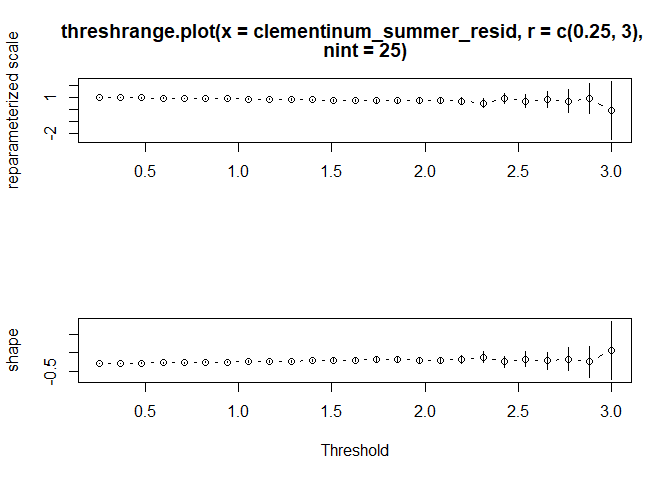 threshrange.plot(x = clementinum_summer_resid, r = c(0.25, 3),
nint = 25)
reparameterized scale
1
-2
0.5 1.0 1.5 2.0 2.5 3.0
shape
-0.5
0.5 1.0 1.5 2.0 2.5 3.0
Threshold